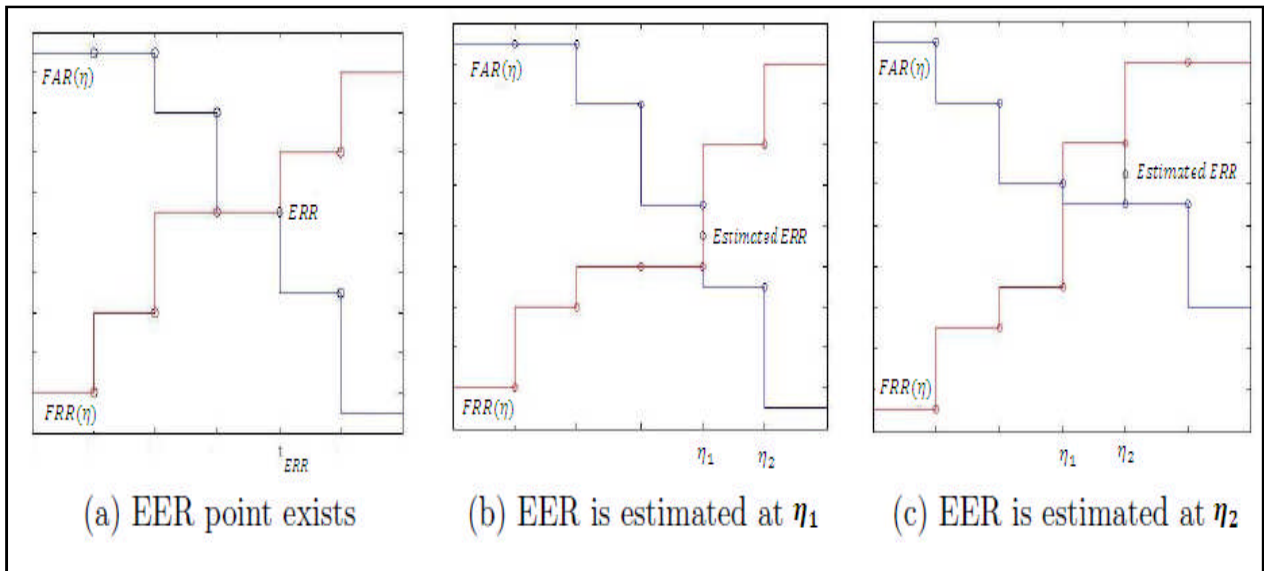 FAR(η)
ERR
FRR(η)
t_ERR
(a) EER point exists
FAR(η)
Estimated ERR
FRR(η)
η₁
η₂
(b) EER is estimated at η₁
FAR(η)
Estimated ERR
FRR(η)
η₁
η₂
(c) EER is estimated at η₂